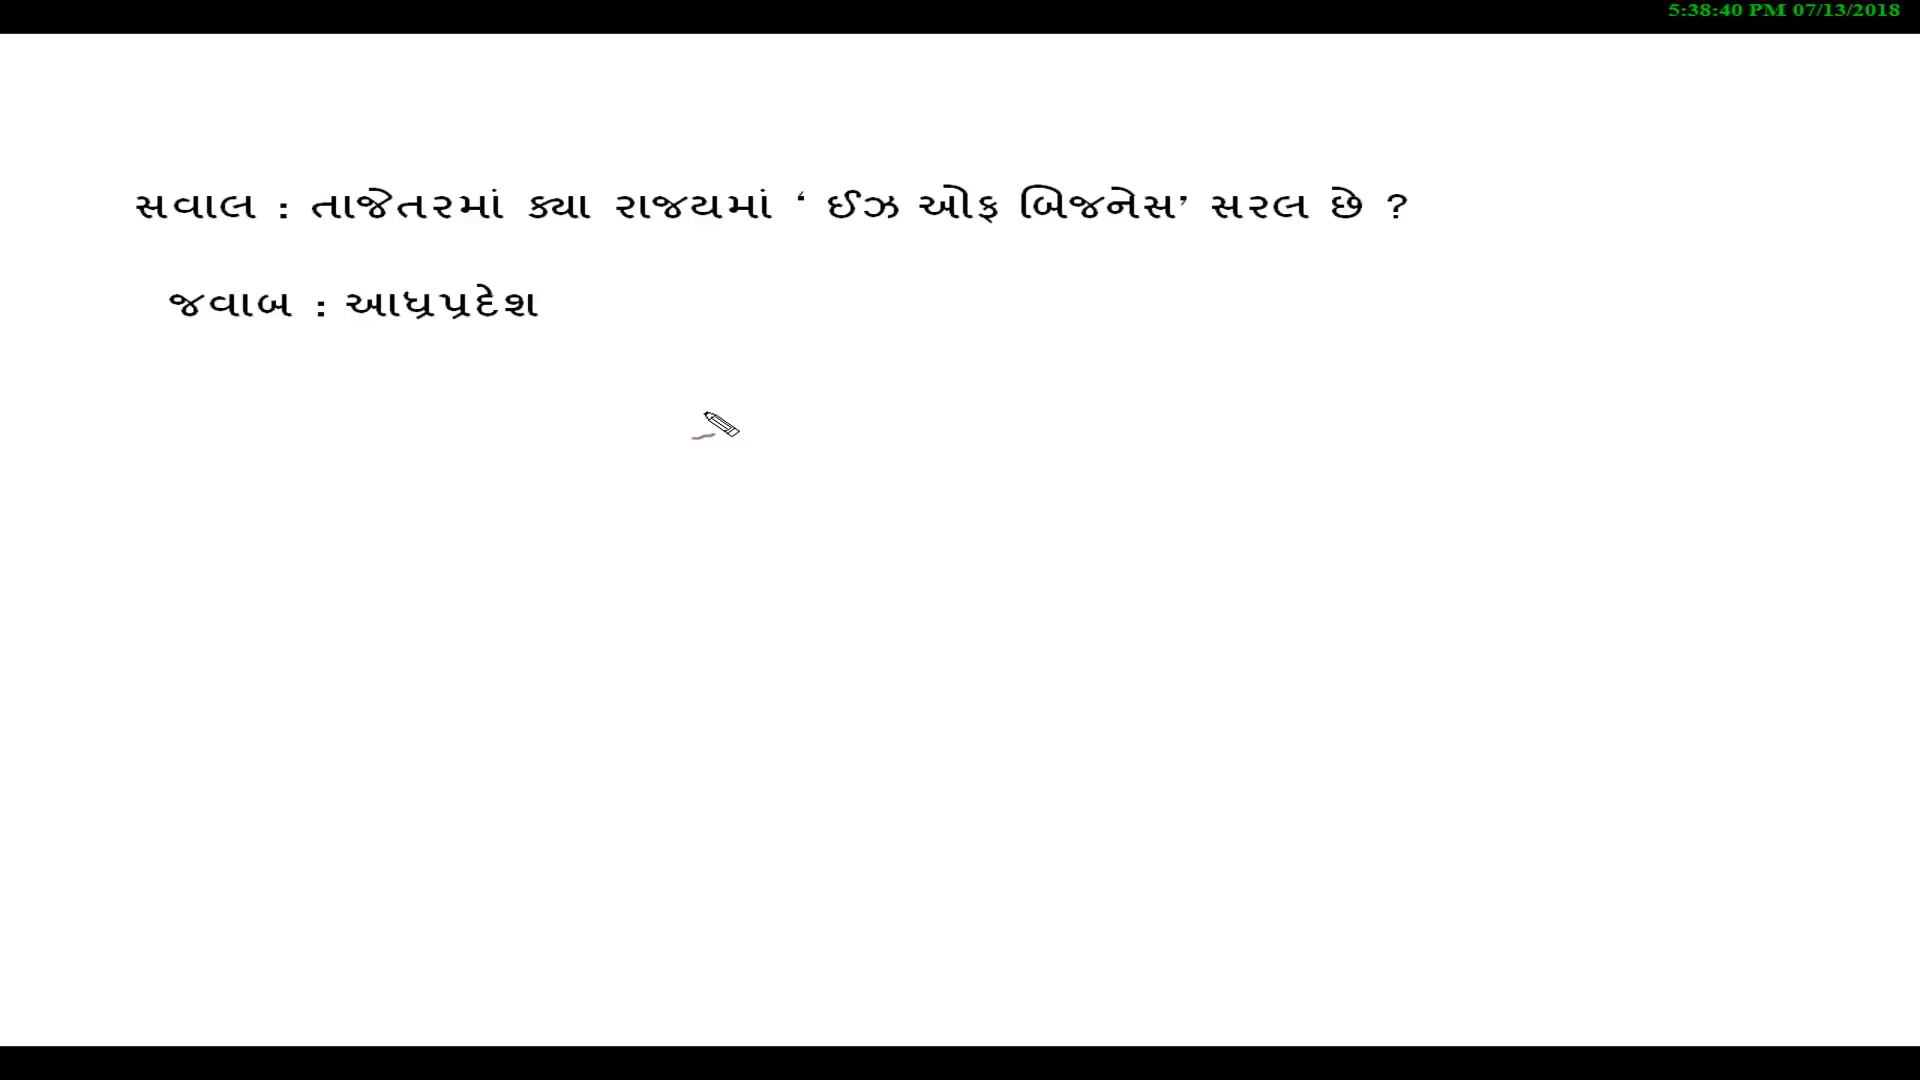 5:38:40 PM 07/13/2018
સવાલ : તાજેતરમાં ક્યા રાજયમાં ‘ ઈઝ ઓફ બિજનેસ’ સરલ છે ?
જવાબ : આધ્રપ્રદેશ